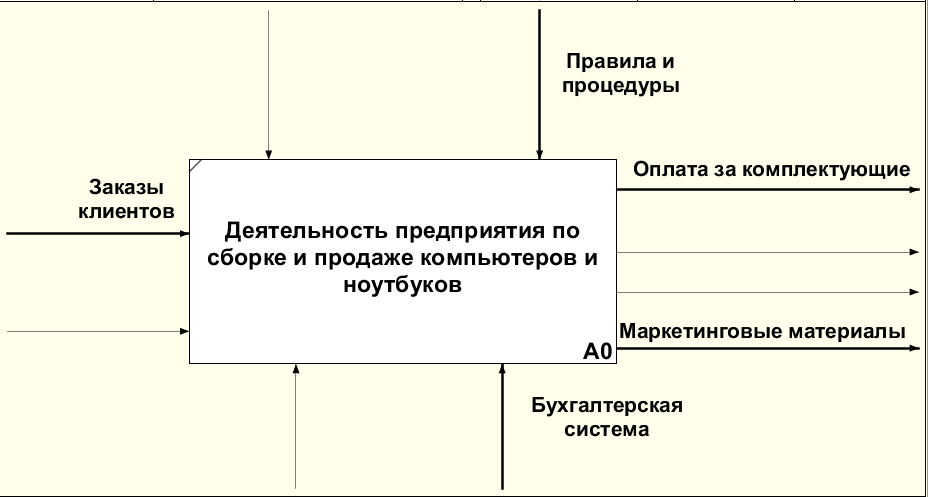 Правила и
процедуры
Оплата за комплектующие
Заказы
клиентов
Деятельность предприятия по
сборке и продаже компьютеров и
ноутбуков
Маркетинговые материалы
A0
Бухгалтерская
система